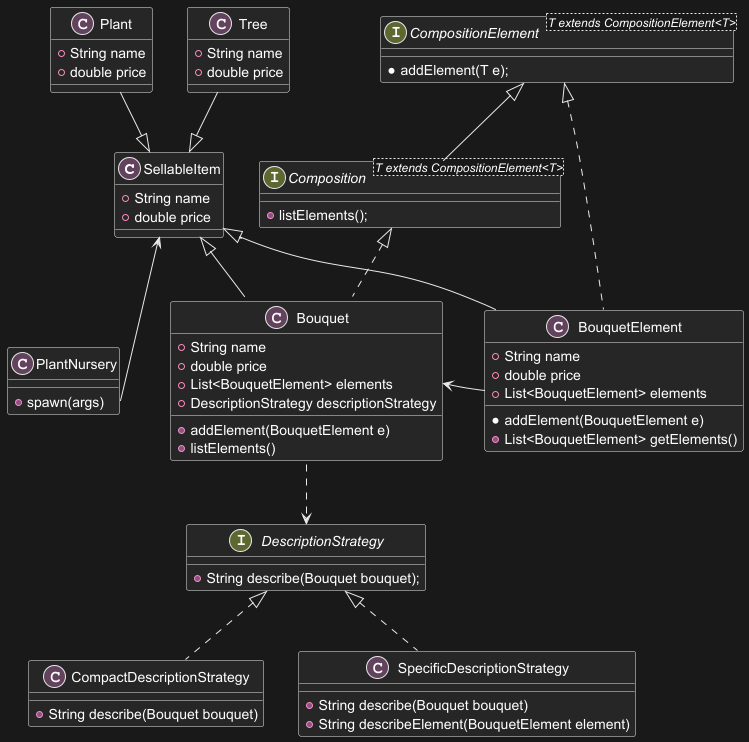 C Plant
String name
double price
C Tree
String name
double price
I CompositionElement
T extends CompositionElement<T>
addElement(T e);
C SellableItem
String name
double price
I Composition
T extends CompositionElement<T>
listElements();
C PlantNursery
spawn(args)
C Bouquet
String name
double price
List<BouquetElement> elements
DescriptionStrategy descriptionStrategy
addElement(BouquetElement e)
listElements()
C BouquetElement
String name
double price
List<BouquetElement> elements
addElement(BouquetElement e)
List<BouquetElement> getElements()
I DescriptionStrategy
String describe(Bouquet bouquet);
C CompactDescriptionStrategy
String describe(Bouquet bouquet)
C SpecificDescriptionStrategy
String describe(Bouquet bouquet)
String describeElement(BouquetElement element)